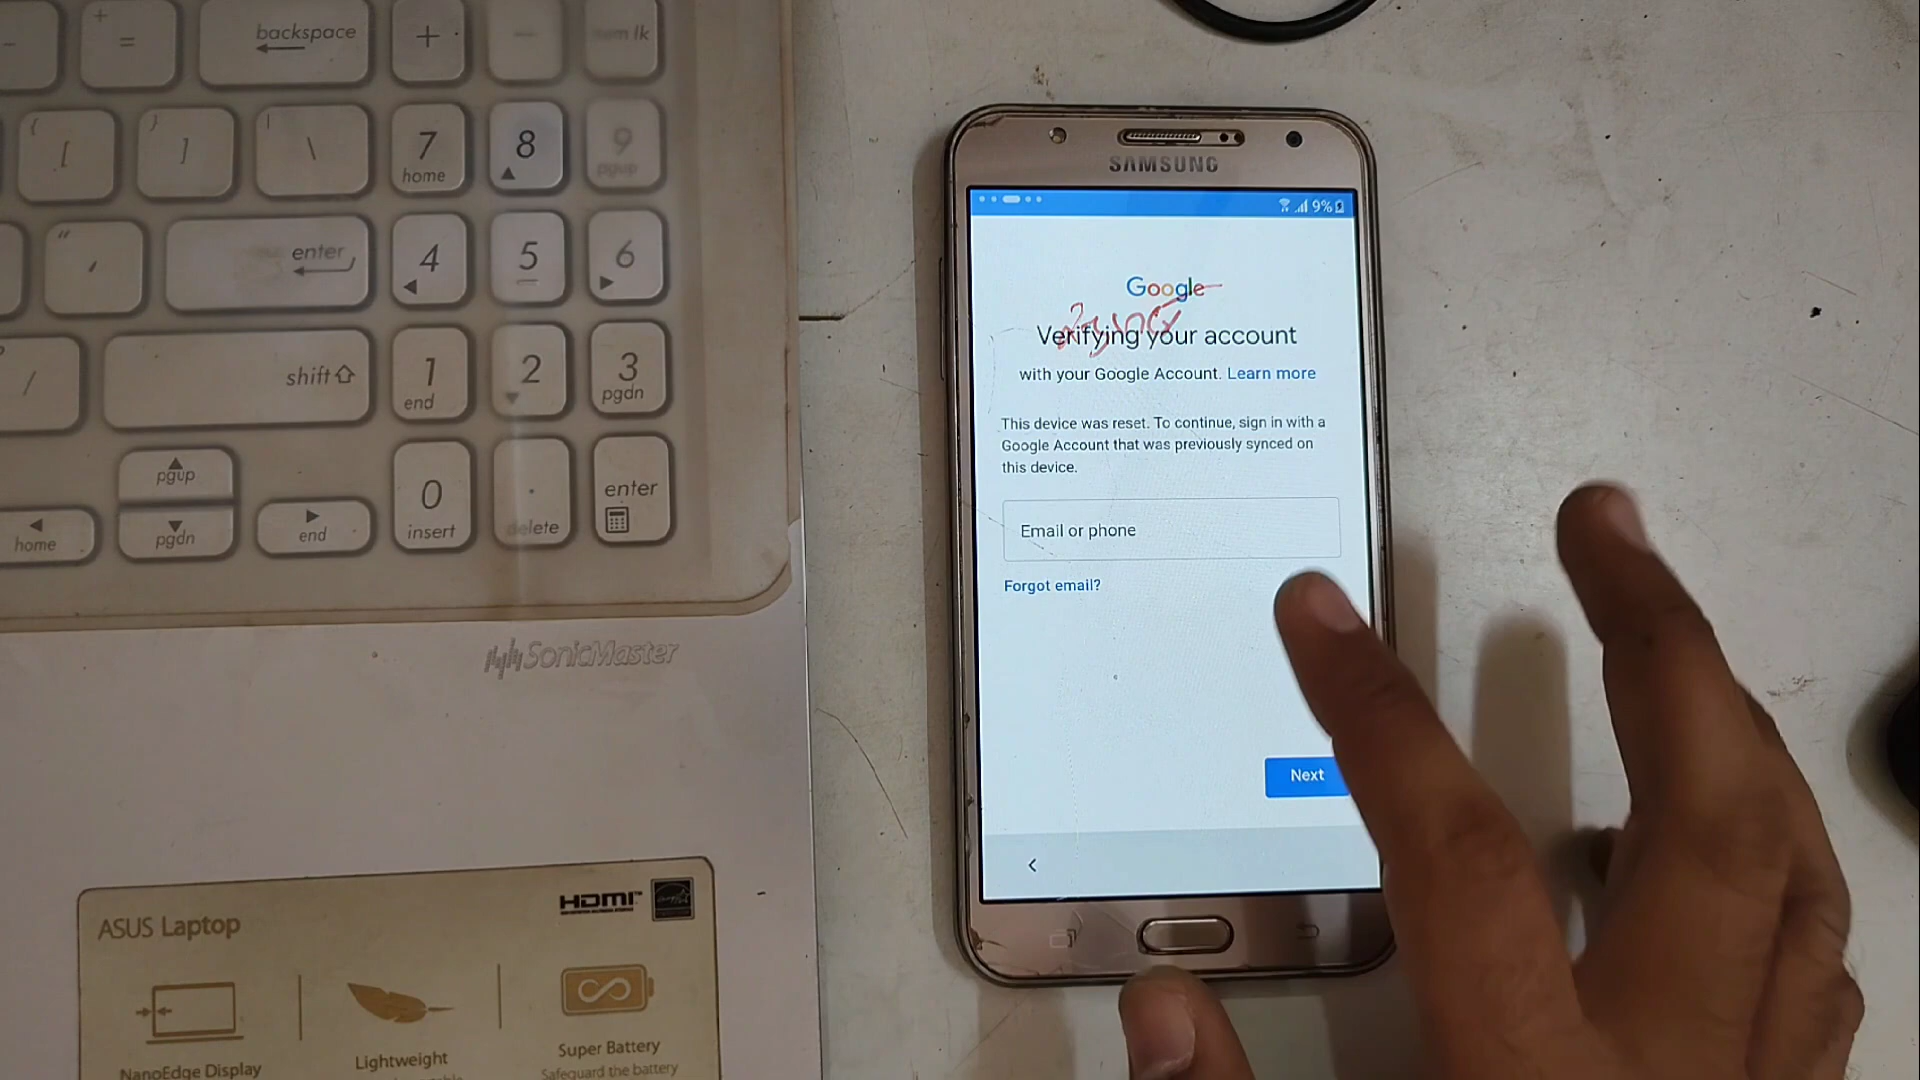 backspace
+
=
+
-
num lk
{
[
}
]
|
\
7
home
8
9
pgup
"
'
enter
4
5
6
/
shift
1
end
2
3
pgdn
pgup
home
pgdn
end
0
insert
.
delete
enter
SonicMaster
ASUS Laptop
HDMI
NanoEdge Display
Lightweight
Super Battery
Safeguard the battery
SAMSUNG
9%
Google
Verifying your account
with your Google Account. Learn more
This device was reset. To continue, sign in with a
Google Account that was previously synced on
this device.
Email or phone
Forgot email?
Next